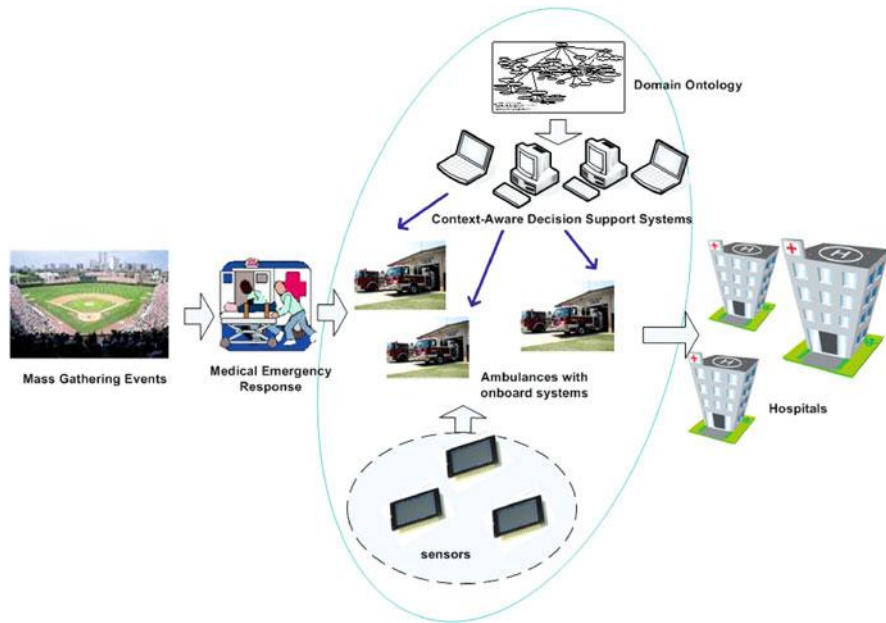 Domain Ontology
Context-Aware Decision Support Systems
Mass Gathering Events
Medical Emergency
Response
Ambulances with
onboard systems
Hospitals
H
H
H
sensors